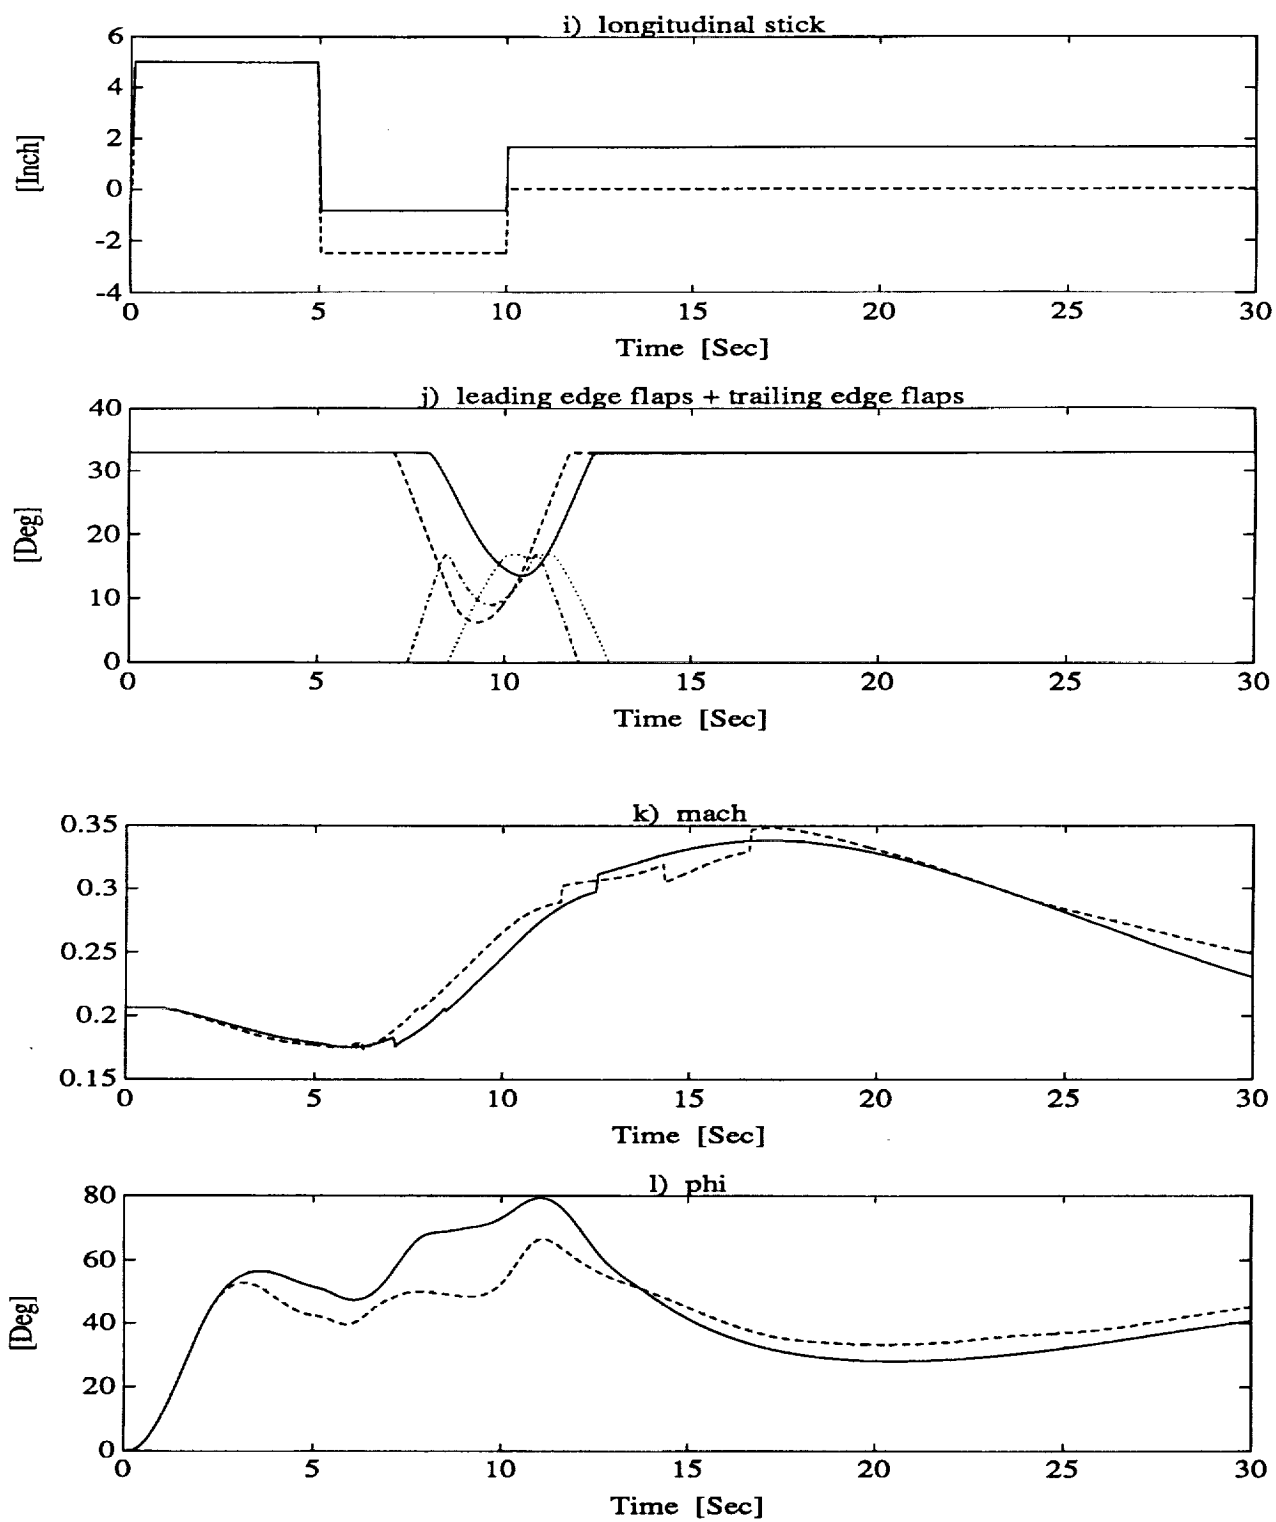 i) longitudinal stick
6
4
2
0
-2
-4
[Inch]
0 5 10 15 20 25 30
Time [Sec]
j) leading edge flaps + trailing edge flaps
40
30
20
10
0
[Deg]
0 5 10 15 20 25 30
Time [Sec]
k) mach
0.35
0.3
0.25
0.2
0.15
0 5 10 15 20 25 30
Time [Sec]
l) phi
80
60
40
20
0
[Deg]
0 5 10 15 20 25 30
Time [Sec]